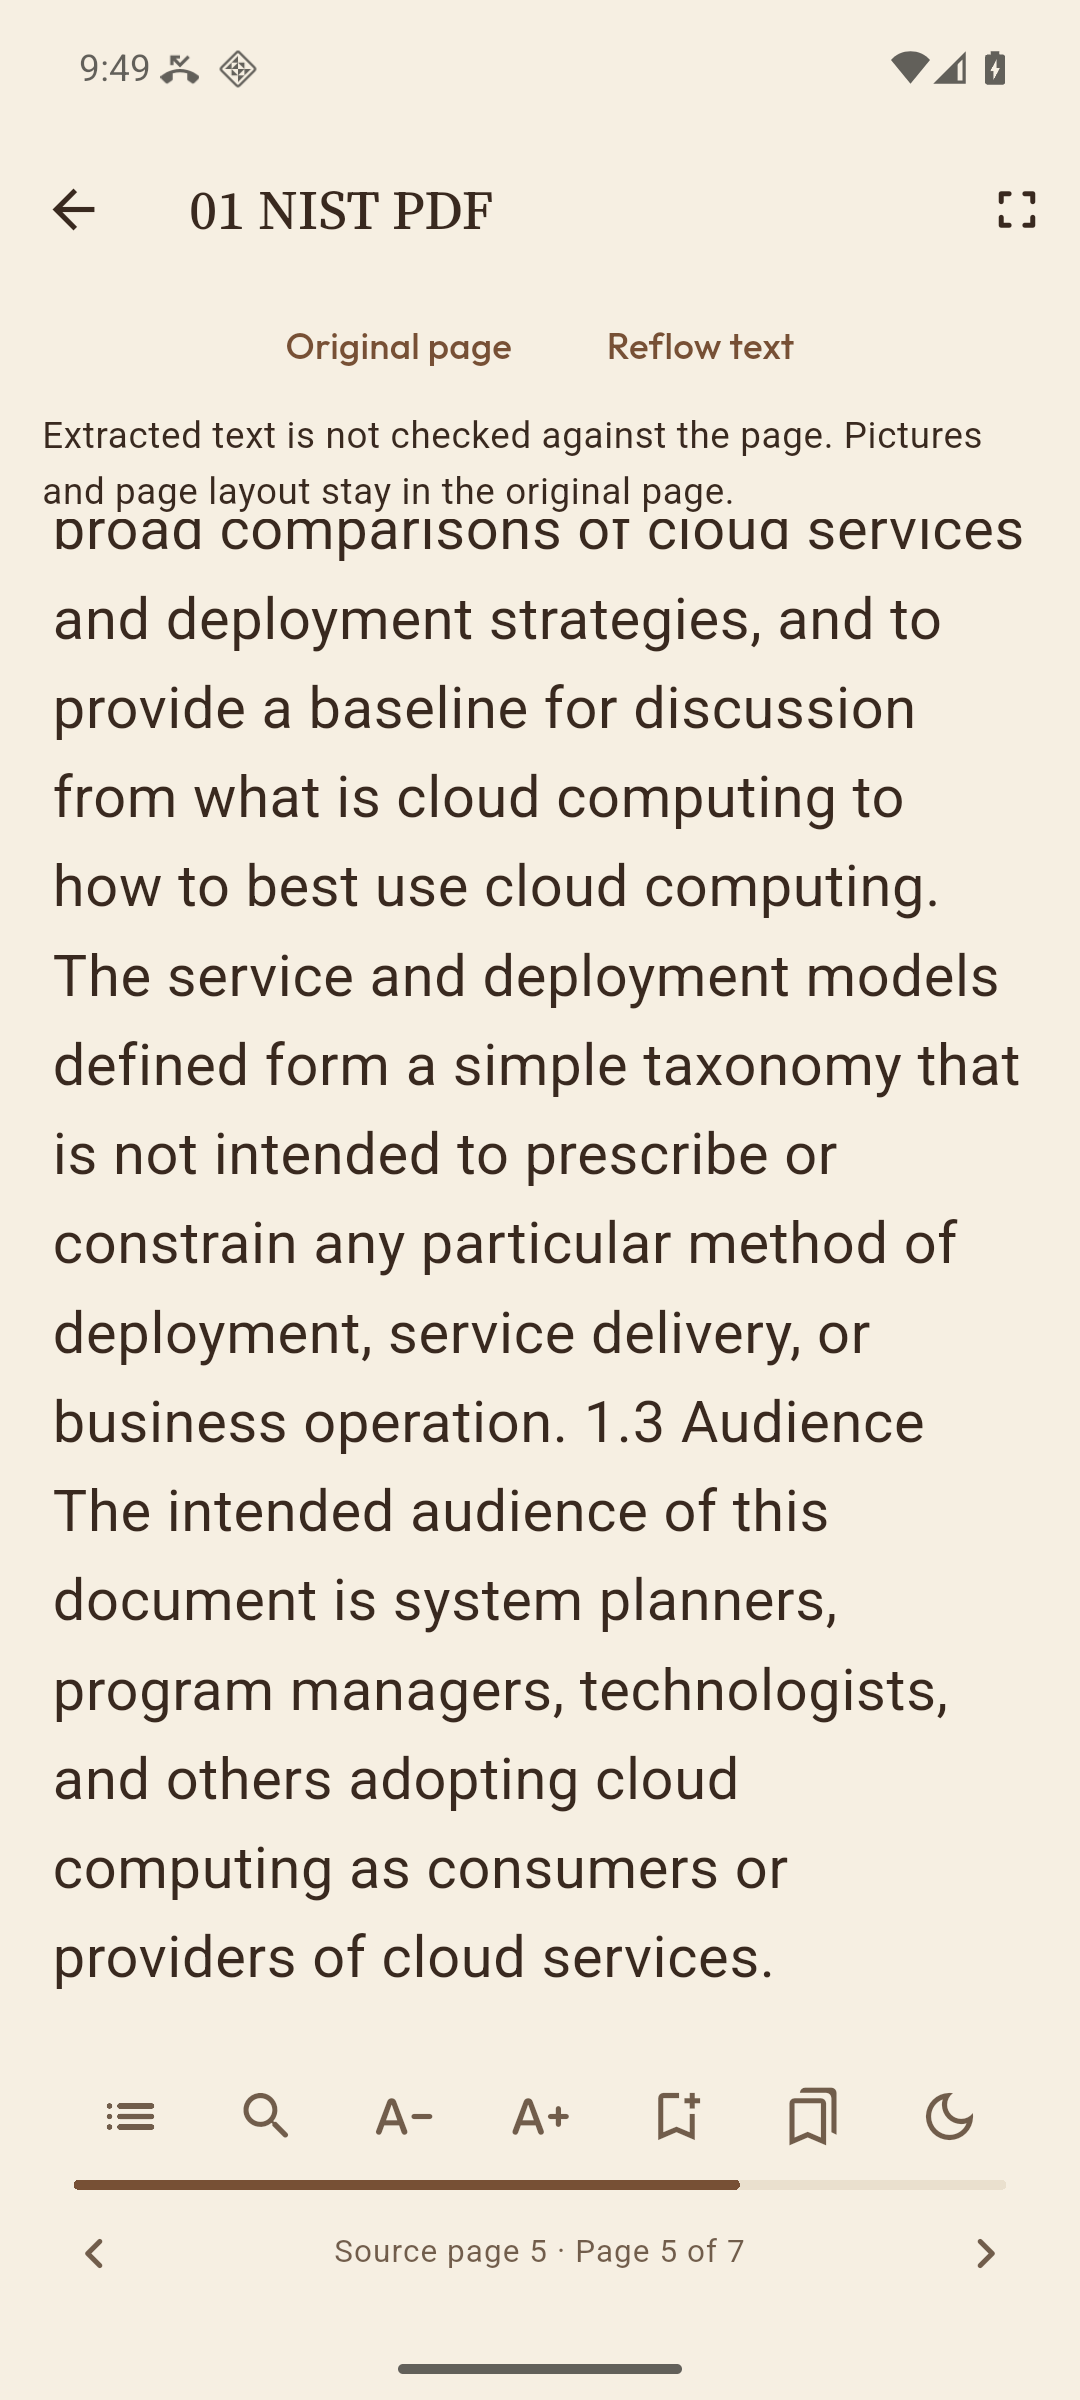 9:49
01 NIST PDF
Original page Reflow text
Extracted text is not checked against the page. Pictures
and page layout stay in the original page.
broad comparisons of cloud services
and deployment strategies, and to
provide a baseline for discussion
from what is cloud computing to
how to best use cloud computing.
The service and deployment models
defined form a simple taxonomy that
is not intended to prescribe or
constrain any particular method of
deployment, service delivery, or
business operation. 1.3 Audience
The intended audience of this
document is system planners,
program managers, technologists,
and others adopting cloud
computing as consumers or
providers of cloud services.
A− A+
Source page 5 · Page 5 of 7